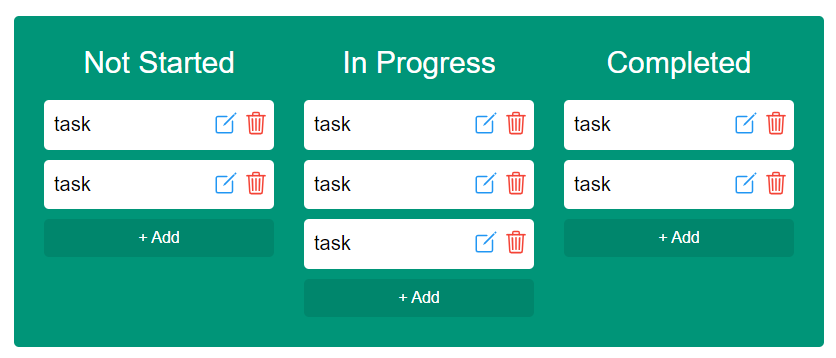 Not Started
task
task
+ Add
In Progress
task
task
task
+ Add
Completed
task
task
+ Add